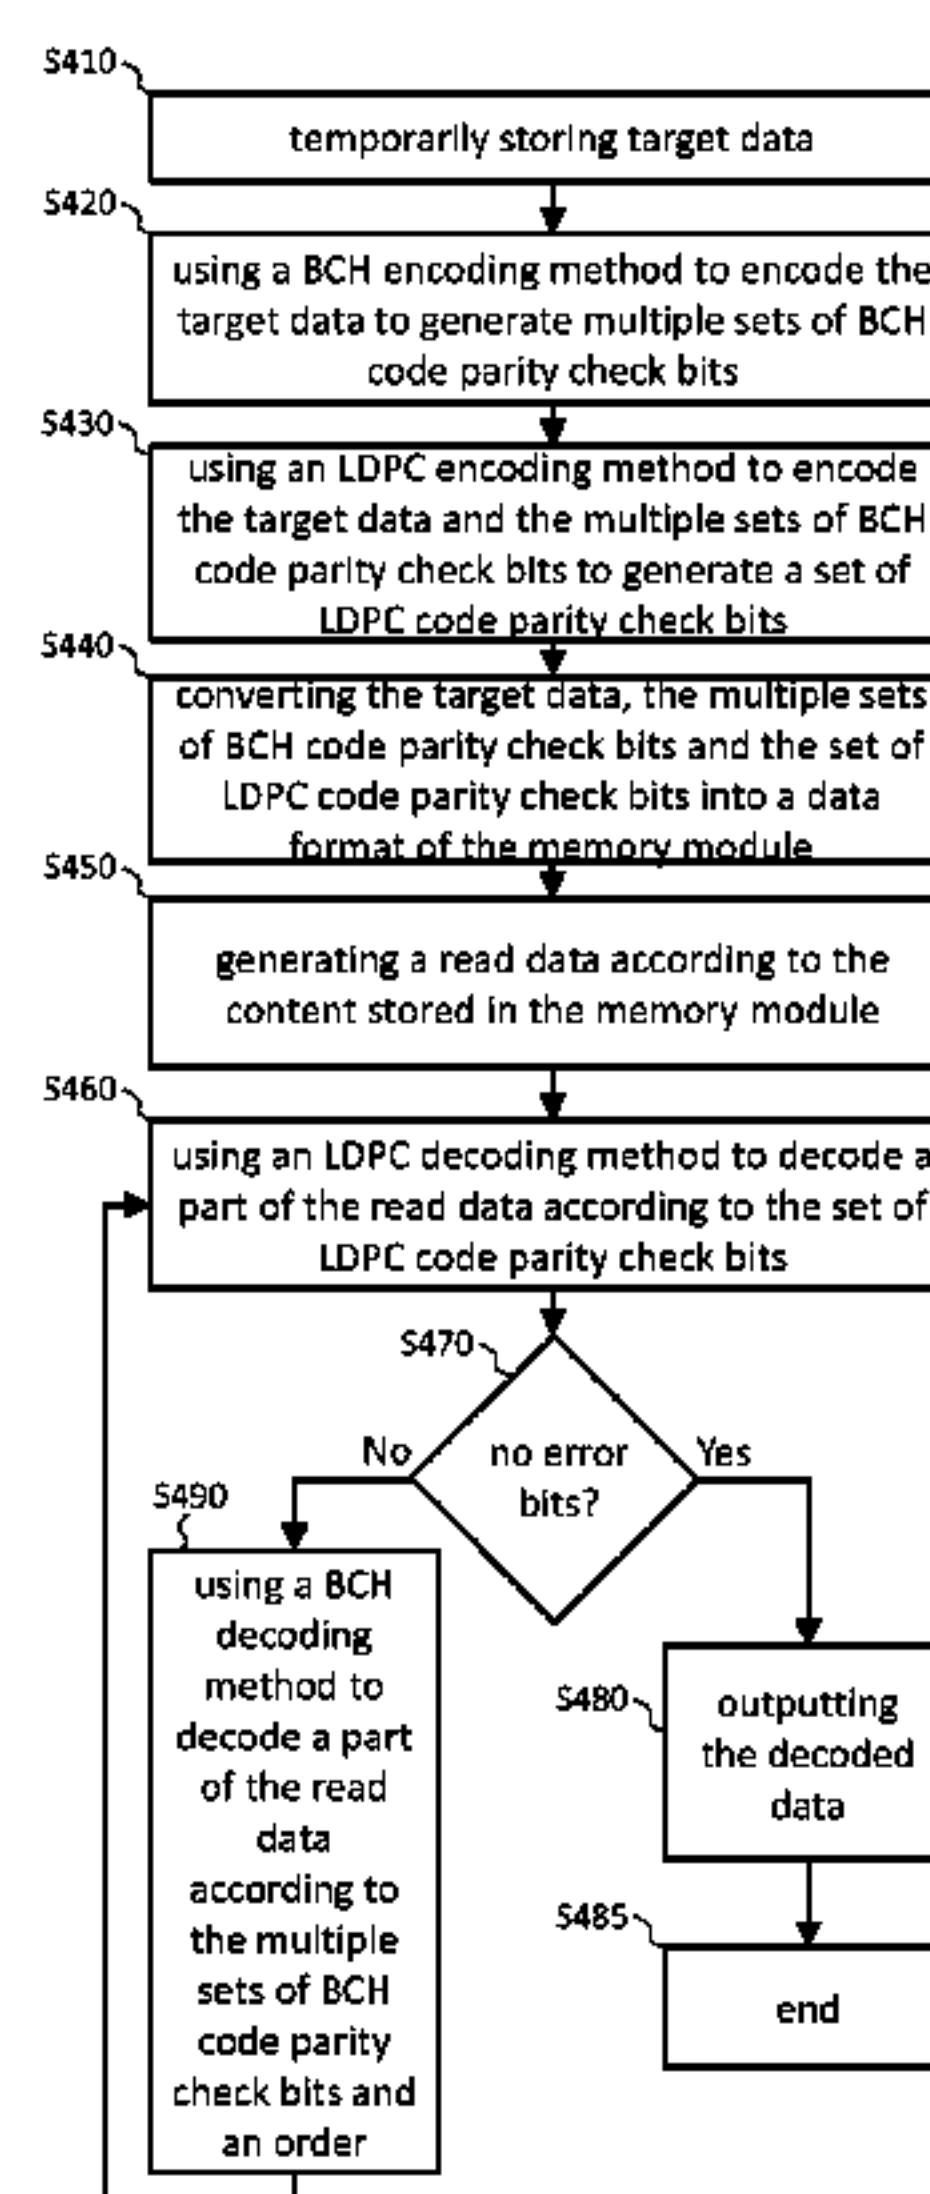 S410
temporarily storing target data
S420
using a BCH encoding method to encode the
target data to generate multiple sets of BCH
code parity check bits
S430
using an LDPC encoding method to encode
the target data and the multiple sets of BCH
code parity check bits to generate a set of
LDPC code parity check bits
S440
converting the target data, the multiple sets
of BCH code parity check bits and the set of
LDPC code parity check bits into a data
format of the memory module
S450
generating a read data according to the
content stored in the memory module
S460
using an LDPC decoding method to decode a
part of the read data according to the set of
LDPC code parity check bits
S470
no error
bits?
No
Yes
S490
using a BCH
decoding
method to
decode a part
of the read
data
according to
the multiple
sets of BCH
code parity
check bits and
an order
S480
outputting
the decoded
data
S485
end